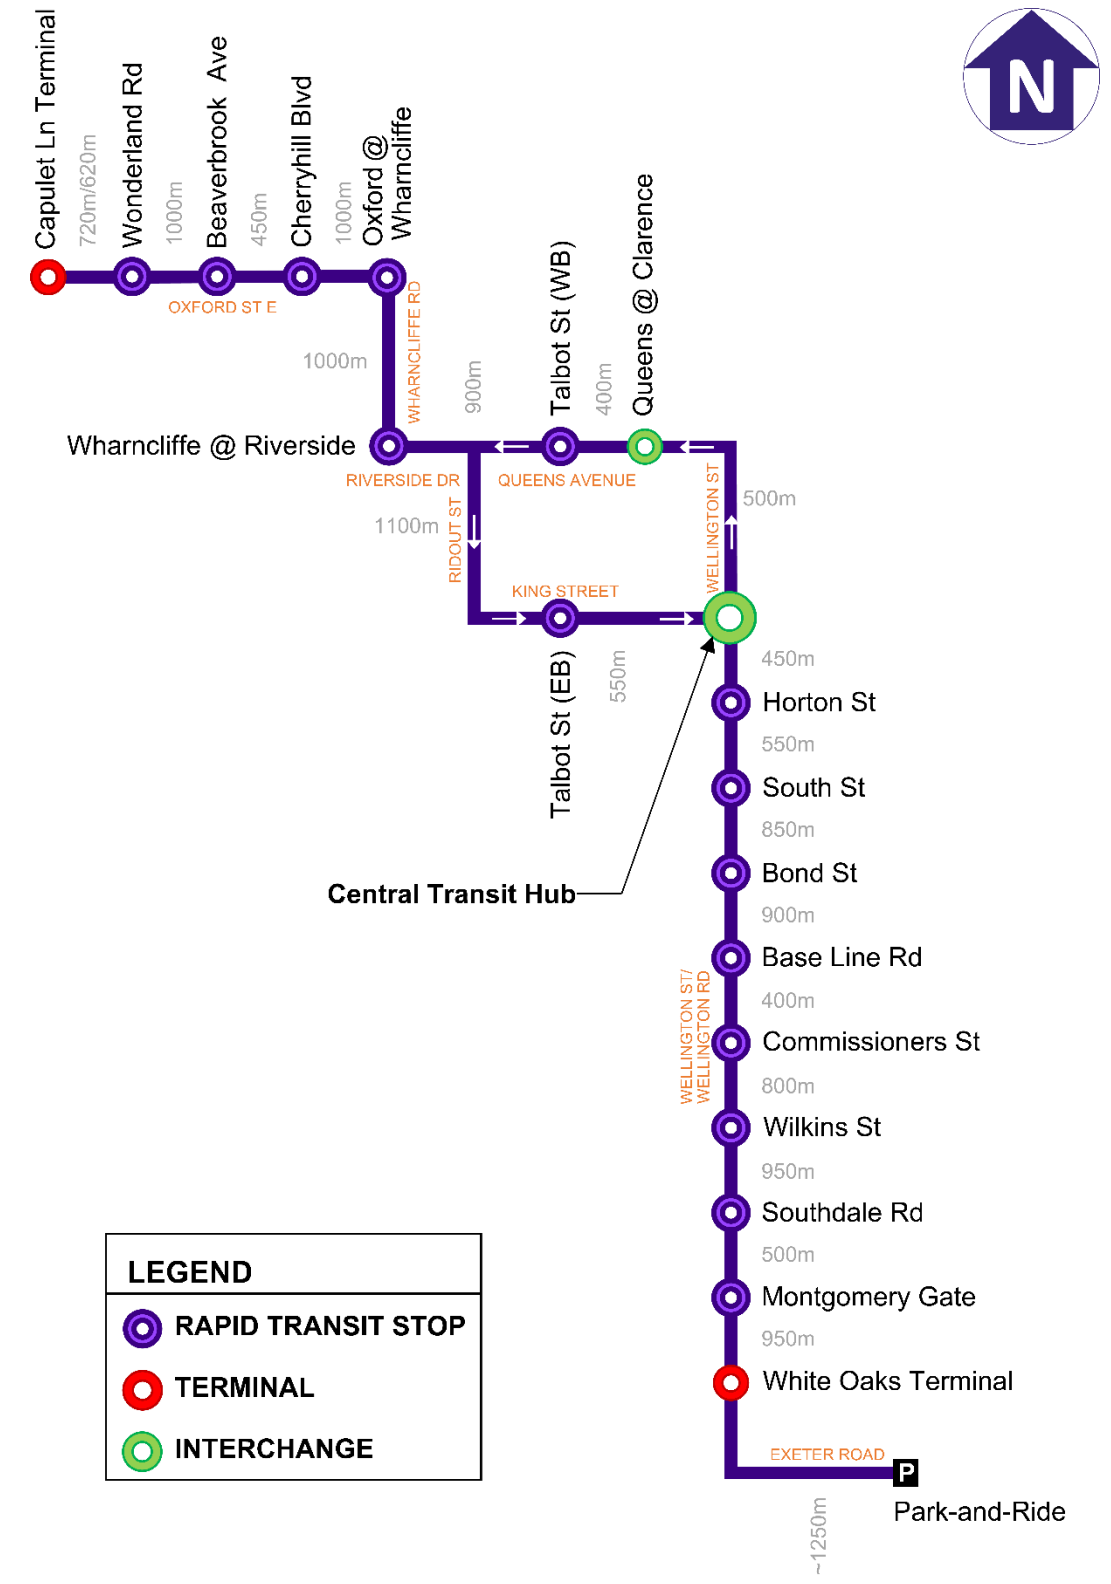 N
Capulet Ln Terminal
720m/620m
Wonderland Rd
1000m
Beaverbrook Ave
450m
Cherryhill Blvd
1000m
Oxford @
Wharncliffe
OXFORD ST E
WHARNCLIFFE RD
1000m
Wharncliffe @ Riverside
RIVERSIDE DR
900m
Talbot St (WB)
400m
Queens @ Clarence
QUEENS AVENUE
WELLINGTON ST
500m
1100m
RIDOUT ST
KING STREET
Talbot St (EB)
550m
Central Transit Hub
450m
Horton St
550m
South St
850m
Bond St
900m
Base Line Rd
400m
WELLINGTON ST/
WELLINGTON RD
Commissioners St
800m
Wilkins St
950m
Southdale Rd
500m
Montgomery Gate
950m
White Oaks Terminal
EXETER ROAD
P
Park-and-Ride
~1250m
LEGEND
RAPID TRANSIT STOP
TERMINAL
INTERCHANGE